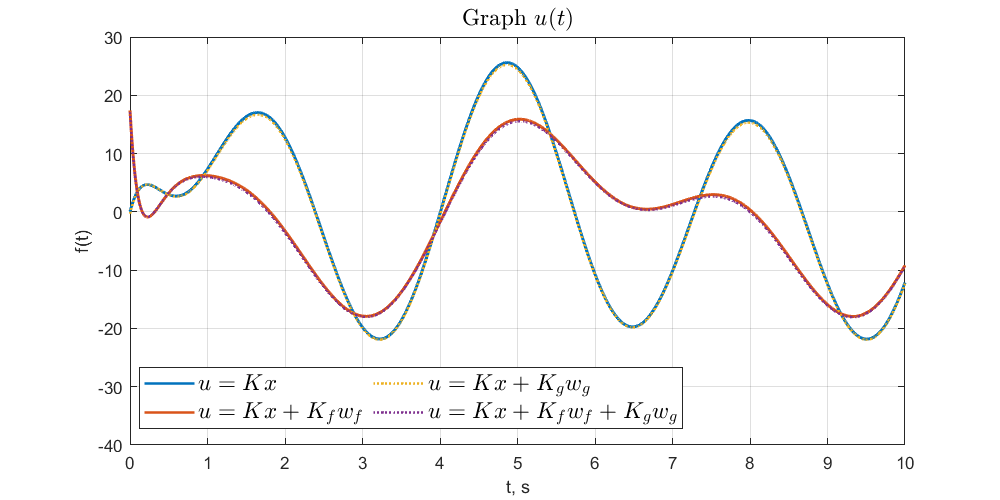 Graph u(t)
30
20
10
0
-10
-20
-30
-40
f(t)
u = Kx
u = Kx + K_f w_f
u = Kx + K_g w_g
u = Kx + K_f w_f + K_g w_g
0 1 2 3 4 5 6 7 8 9 10
t, s